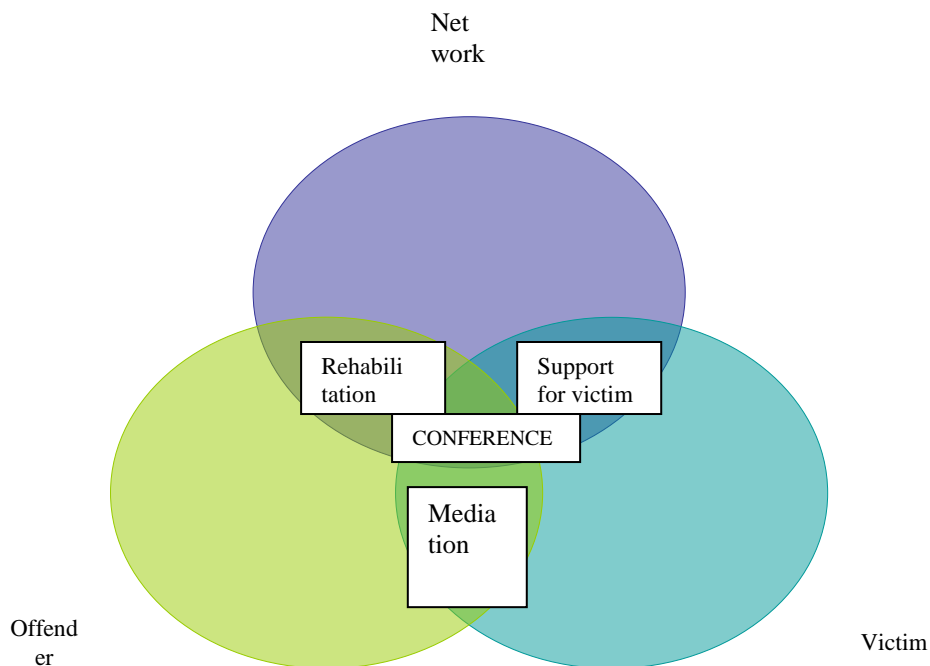 Net
work
Rehabili
tation
Support
for victim
CONFERENCE
Media
tion
Offend
er
Victim